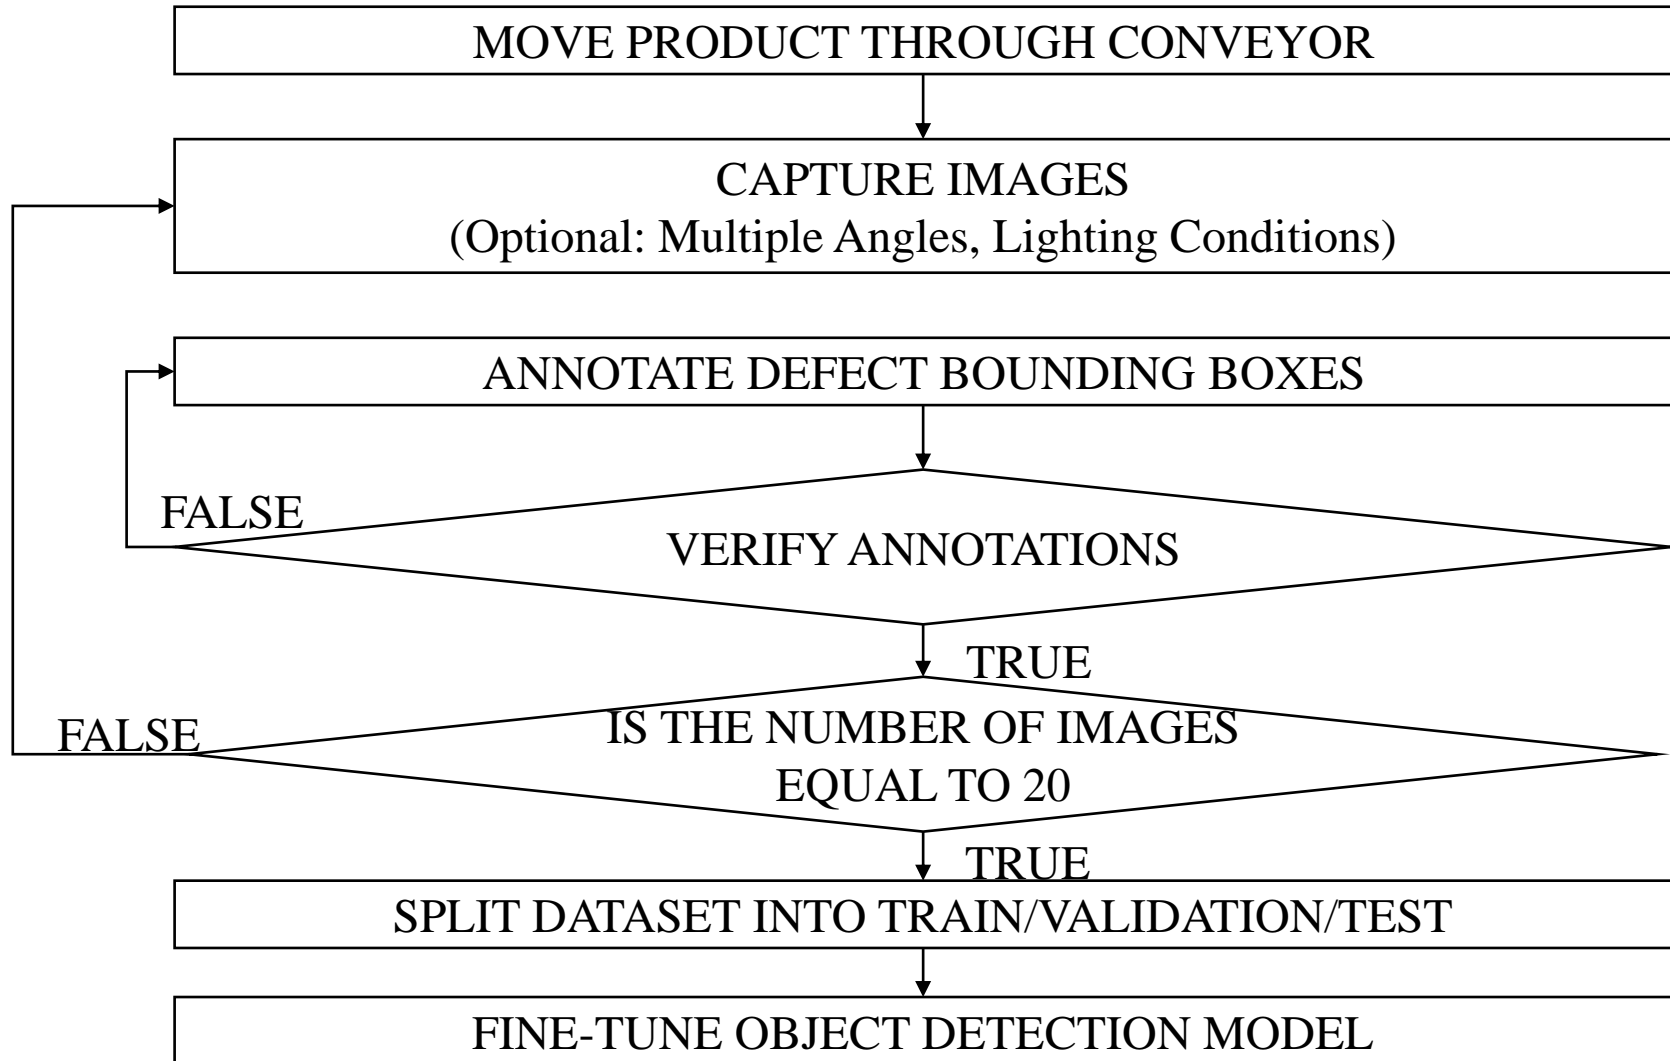 MOVE PRODUCT THROUGH CONVEYOR
CAPTURE IMAGES
(Optional: Multiple Angles, Lighting Conditions)
ANNOTATE DEFECT BOUNDING BOXES
FALSE
VERIFY ANNOTATIONS
TRUE
FALSE
IS THE NUMBER OF IMAGES
EQUAL TO 20
TRUE
SPLIT DATASET INTO TRAIN/VALIDATION/TEST
FINE-TUNE OBJECT DETECTION MODEL